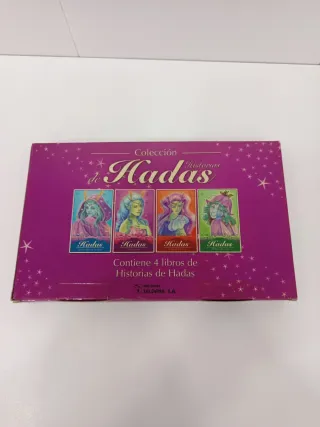 Colección
Historias
de Hadas
Hadas Hadas Hadas Hadas
Contiene 4 libros de
Historias de Hadas